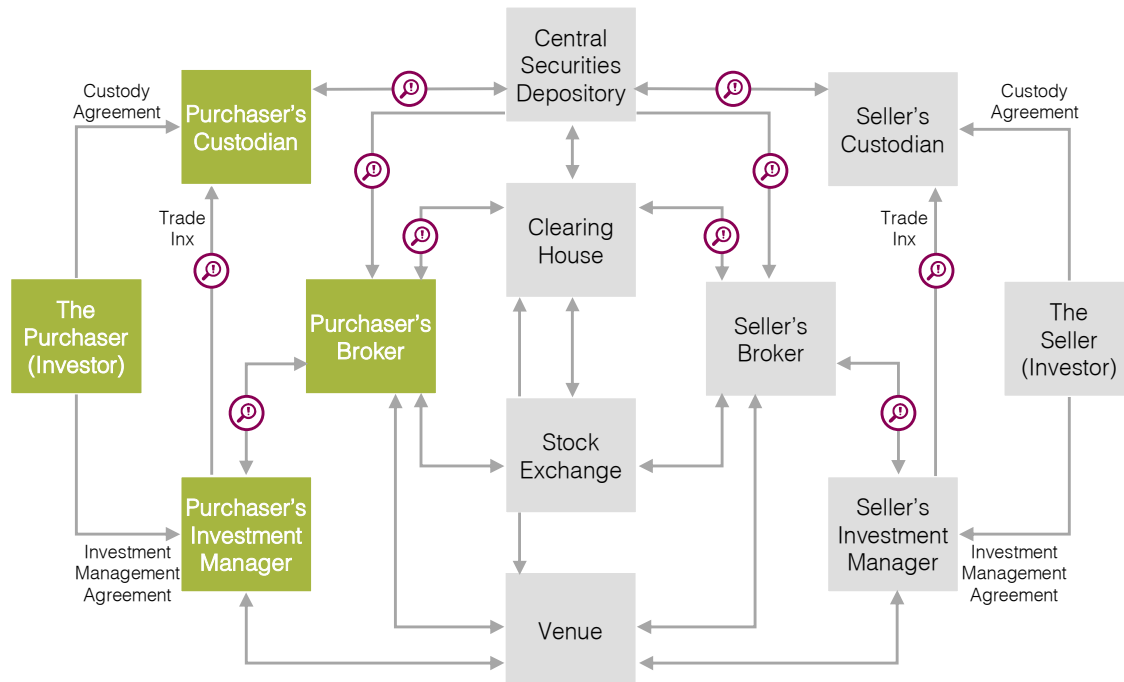 Central
Securities
Depository
Custody
Agreement
Purchaser's
Custodian
Seller's
Custodian
Custody
Agreement
Trade
Inx
Clearing
House
Trade
Inx
The
Purchaser
(Investor)
Purchaser's
Broker
Seller's
Broker
The
Seller
(Investor)
Stock
Exchange
Purchaser's
Investment
Manager
Seller's
Investment
Manager
Investment
Management
Agreement
Investment
Management
Agreement
Venue